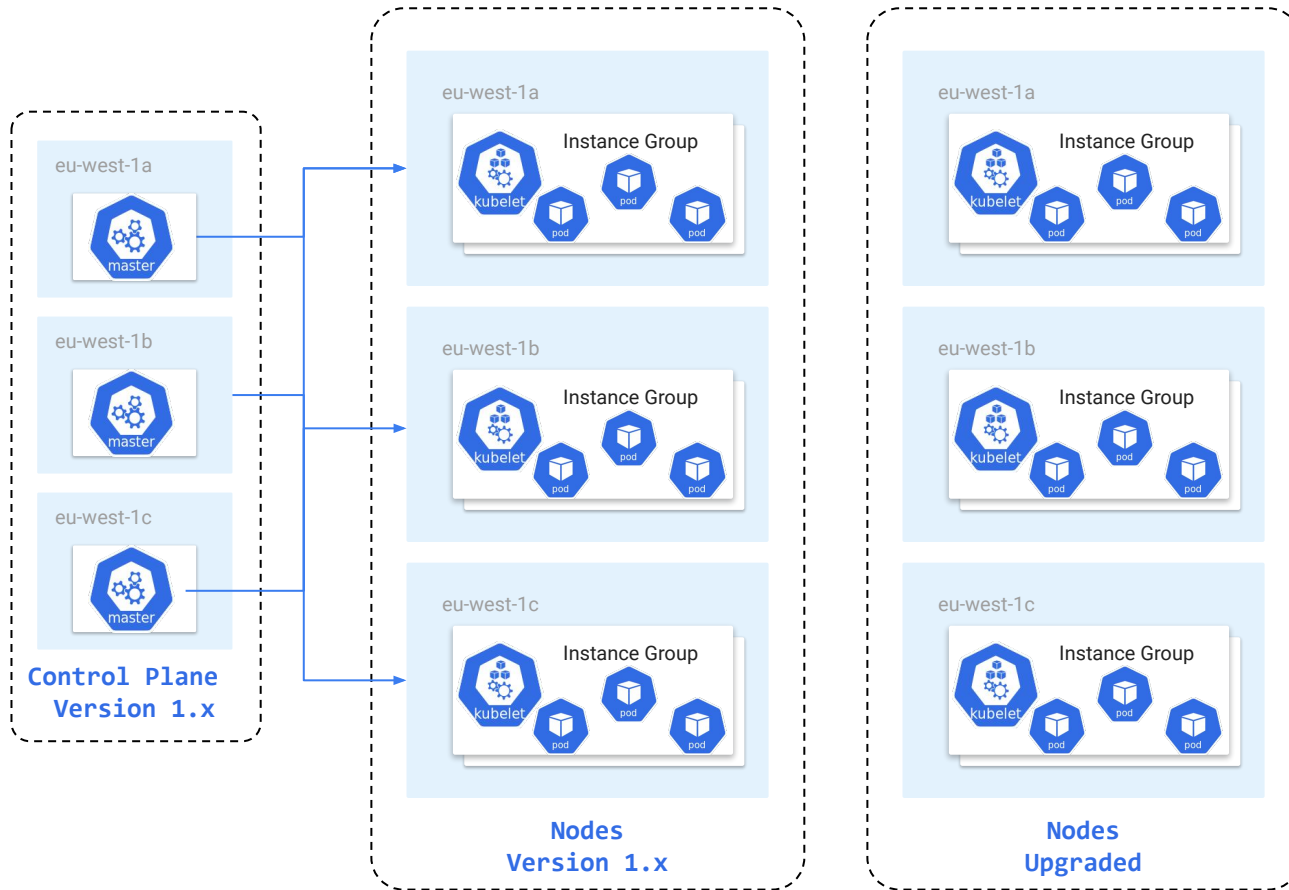 eu-west-1a
master
eu-west-1b
master
eu-west-1c
master
Control Plane
Version 1.x
eu-west-1a
Instance Group
kubelet
pod
pod
pod
eu-west-1b
Instance Group
kubelet
pod
pod
pod
eu-west-1c
Instance Group
kubelet
pod
pod
pod
Nodes
Version 1.x
eu-west-1a
Instance Group
kubelet
pod
pod
pod
eu-west-1b
Instance Group
kubelet
pod
pod
pod
eu-west-1c
Instance Group
kubelet
pod
pod
pod
Nodes
Upgraded